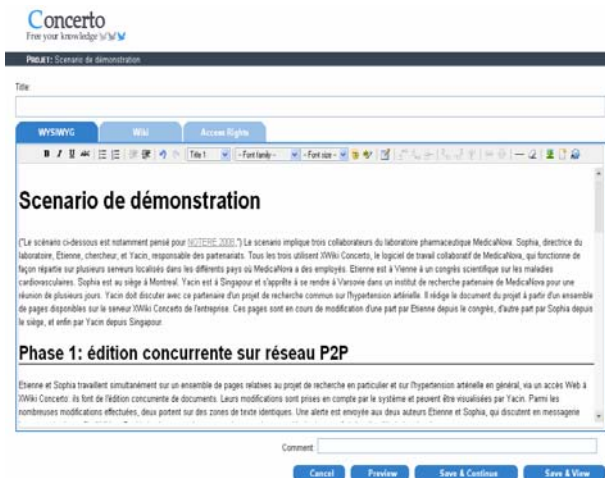 Concerto
Free your knowledge
PROJET: Scenario de démonstration
Title:
WYSIWYG Wiki Access Rights
B I U ABC Title 1 -- Font family -- -- Font size --
Scenario de démonstration
("Le scénario ci-dessous est notamment pensé pour NOTERE 2008.") Le scenario implique trois collaborateurs du laboratoire pharmaceutique MedicaNova: Sophia, directrice du
laboratoire, Etienne, chercheur, et Yacin, responsable des partenariats. Tous les trois utilisent XWiki Concerto, le logiciel de travail collaboratif de MedicaNova, qui fonctionne de
façon répartie sur plusieurs serveurs localisés dans les différents pays où MedicaNova a des employés. Etienne est à Vienne à un congrès scientifique sur les maladies
cardiovasculaires. Sophia est au siège à Montreal. Yacin est à Singapour et s'apprête à se rendre à Varsovie dans un institut de recherche partenaire de MedicaNova pour une
réunion de plusieurs jours. Yacin doit discuter avec ce partenaire d'un projet de recherche commun sur l'hypertension artérielle. Il rédige le document du projet à partir d'un ensemble
de pages disponibles sur le serveur XWiki Concerto de l'entreprise. Ces pages sont en cours de modification d'une part par Etienne depuis le congrès, d'autre part par Sophia depuis
le siège, et enfin par Yacin depuis Singapour.
Phase 1: édition concurrente sur réseau P2P
Etienne et Sophia travaillent simultanément sur un ensemble de pages relatives au projet de recherche en particulier et sur l'hypertension artérielle en général, via un accès Web à
XWiki Concerto: ils font de l'édition concurente de documents. Leurs modifications sont prises en compte par le système et peuvent être visualisées par Yacin. Parmi les
nombreuses modifications effectuées, deux portent sur des zones de texte identiques. Une alerte est envoyée aux deux auteurs Etienne et Sophia, qui discutent en messagerie
Comment:
Cancel Preview Save & Continue Save & View